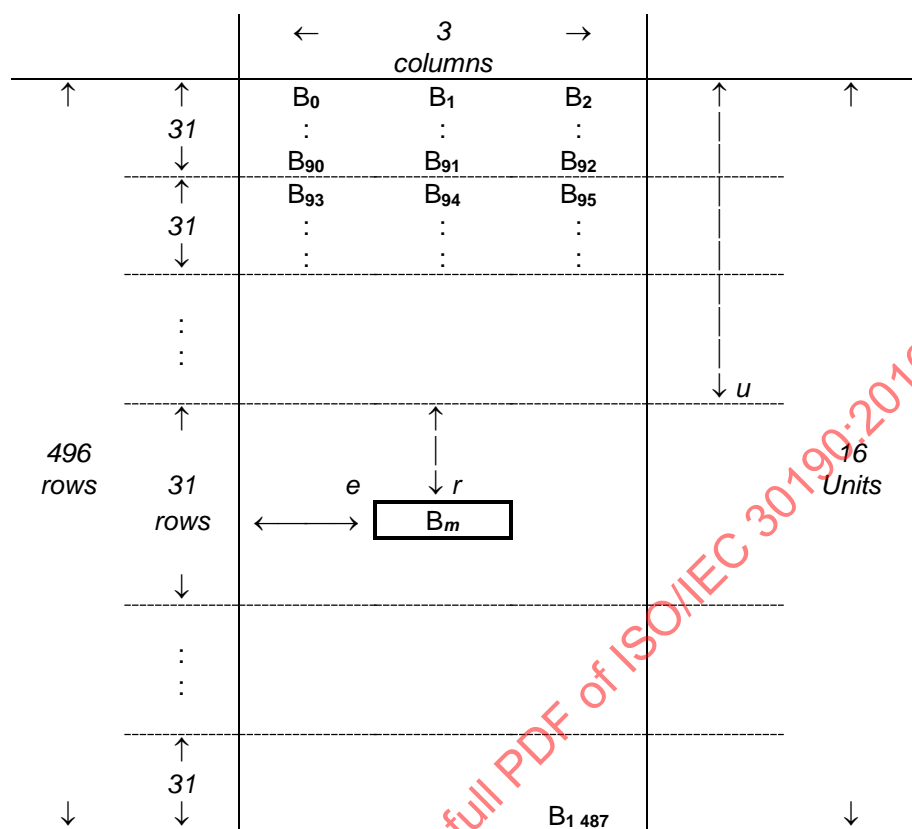 ← 3 →
columns
↑ ↑ B0 B1 B2 ↑ ↑
31 : : :
↓ B90 B91 B92
↑ B93 B94 B95
31 : : :
↓ : : :
:
:
↓ u
↑ ↑
496 16
rows 31 e ↓ r Units
rows ←→ Bm
↓
:
:
↑
31
↓ ↓ B1 487 ↓
full PDF of ISO/IEC 30190:201